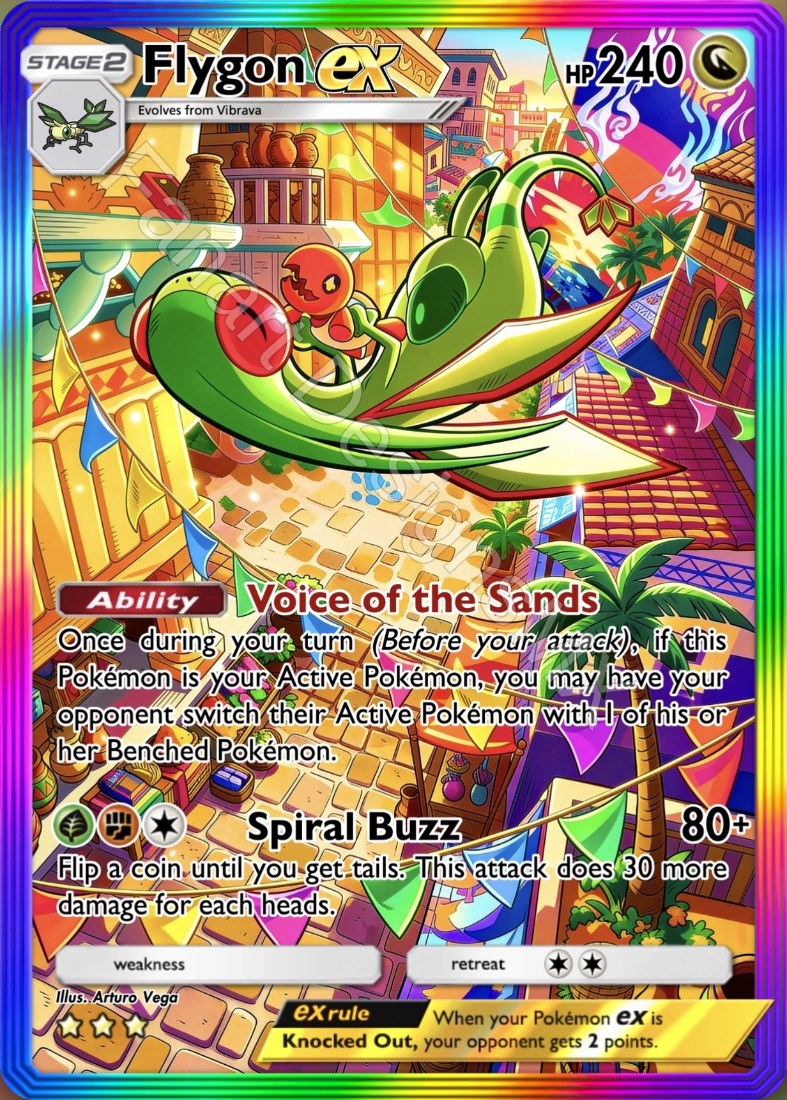 STAGE2 Flygon ex HP 240
Evolves from Vibrava
Ability Voice of the Sands
Once during your turn (Before your attack), if this
Pokémon is your Active Pokémon, you may have your
opponent switch their Active Pokémon with 1 of his or
her Benched Pokémon.
Spiral Buzz 80+
Flip a coin until you get tails. This attack does 30 more
damage for each heads.
weakness retreat
Illus. Arturo Vega
ex rule When your Pokémon ex is
Knocked Out, your opponent gets 2 points.